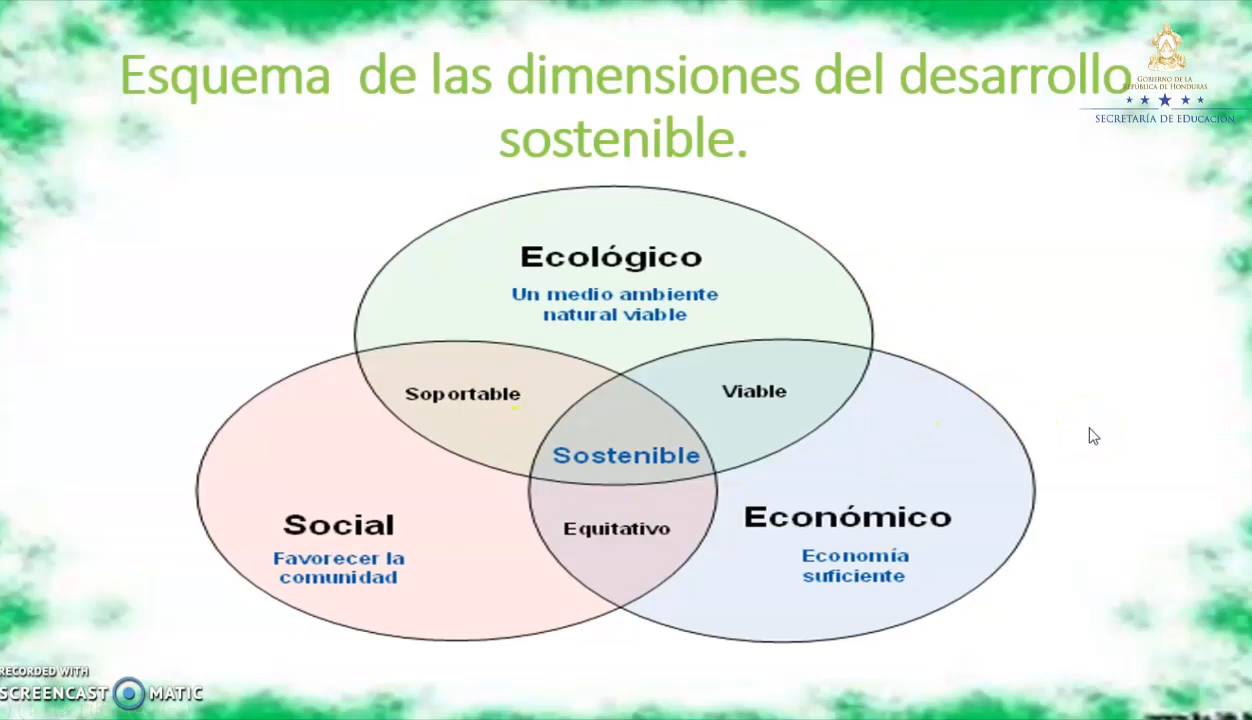 Esquema de las dimensiones del desarrollo
sostenible.
GOBIERNO DE LA
REPÚBLICA DE HONDURAS
SECRETARÍA DE EDUCACIÓN
Ecológico
Un medio ambiente
natural viable
Soportable
Viable
Sostenible
Social
Favorecer la
comunidad
Equitativo
Económico
Economía
suficiente
RECORDED WITH
SCREENCAST MATIC